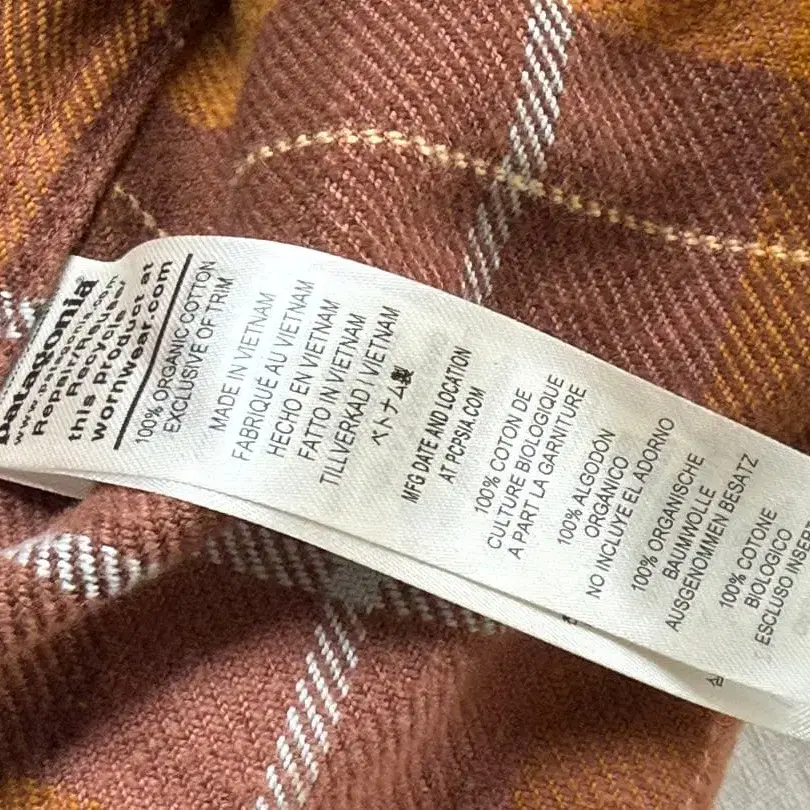 patagonia
www.patagonia.com
Repair/Reuse/
Recycle
this product at
wornwear.com
100% ORGANIC COTTON
EXCLUSIVE OF TRIM
MADE IN VIETNAM
FABRIQUÉ AU VIETNAM
HECHO EN VIETNAM
FATTO IN VIETNAM
TILLVERKAD I VIETNAM
ベトナム製
MFG DATE AND LOCATION
AT PCPSIA.COM
100% COTON DE
CULTURE BIOLOGIQUE
A PART LA GARNITURE
100% ALGODÓN
ORGÁNICO
NO INCLUYE EL ADORNO
100% ORGANISCHE
BAUMWOLLE
AUSGENOMMEN BESATZ
100% COTONE
BIOLOGICO
ESCLUSO